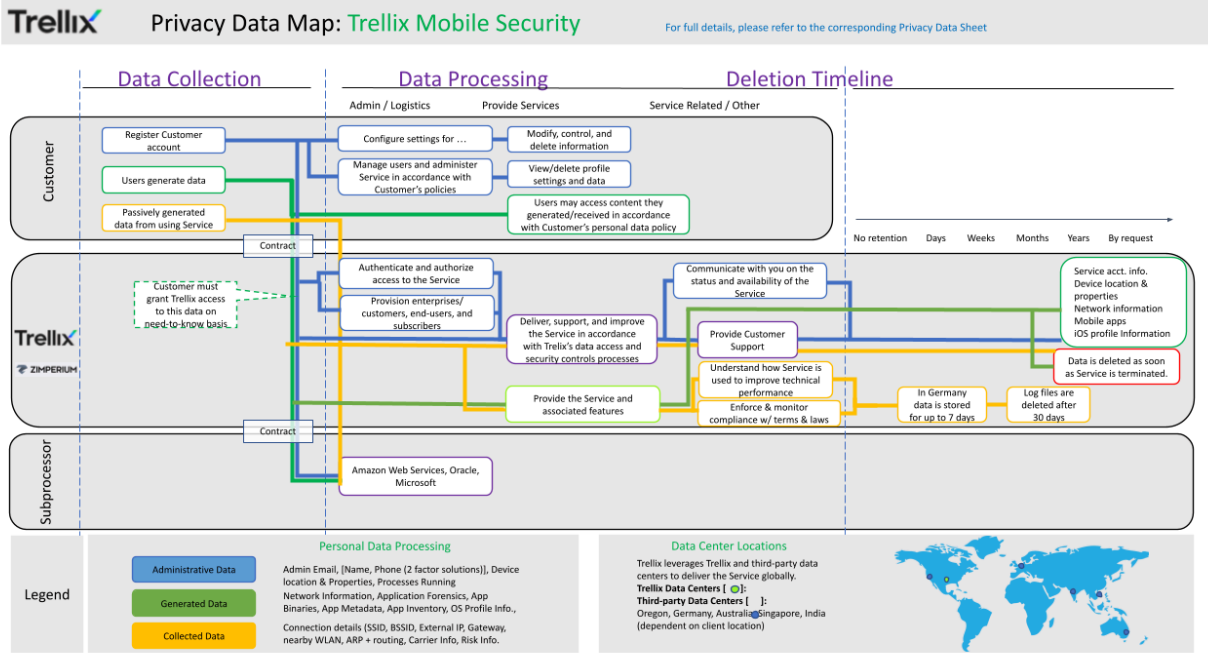 Trellix
Privacy Data Map: Trellix Mobile Security
For full details, please refer to the corresponding Privacy Data Sheet
Data Collection
Data Processing
Deletion Timeline
Admin / Logistics
Provide Services
Service Related / Other
Customer
Register Customer
account
Configure settings for ...
Modify, control, and
delete information
Manage users and administer
Service in accordance with
Customer's policies
View/delete profile
settings and data
Users generate data
Users may access content they
generated/received in accordance
with Customer's personal data policy
Passively generated
data from using Service
Contract
No retention
Days
Weeks
Months
Years
By request
Trellix
ZIMPERIUM
Customer must
grant Trellix access
to this data on
need-to-know basis.
Authenticate and authorize
access to the Service
Provision enterprises/
customers, end-users, and
subscribers
Communicate with you on the
status and availability of the
Service
Service acct. info.
Device location &
properties
Network information
Mobile apps
iOS profile Information
Deliver, support, and improve
the Service in accordance
with Trelix's data access and
security controls processes
Provide Customer
Support
Data is deleted as soon
as Service is terminated.
Understand how Service is
used to improve technical
performance
Provide the Service and
associated features
Enforce & monitor
compliance w/ terms & laws
In Germany
data is stored
for up to 7 days
Log files are
deleted after
30 days
Contract
Subprocessor
Amazon Web Services, Oracle,
Microsoft
Legend
Personal Data Processing
Administrative Data
Admin Email, [Name, Phone (2 factor solutions)], Device
location & Properties, Processes Running
Generated Data
Network Information, Application Forensics, App
Binaries, App Metadata, App Inventory, OS Profile Info.,
Collected Data
Connection details (SSID, BSSID, External IP, Gateway,
nearby WLAN, ARP + routing, Carrier Info, Risk Info.
Data Center Locations
Trellix leverages Trellix and third-party data
centers to deliver the Service globally.
Trellix Data Centers [ ]:
Third-party Data Centers [ ]:
Oregon, Germany, Australia, Singapore, India
(dependent on client location)